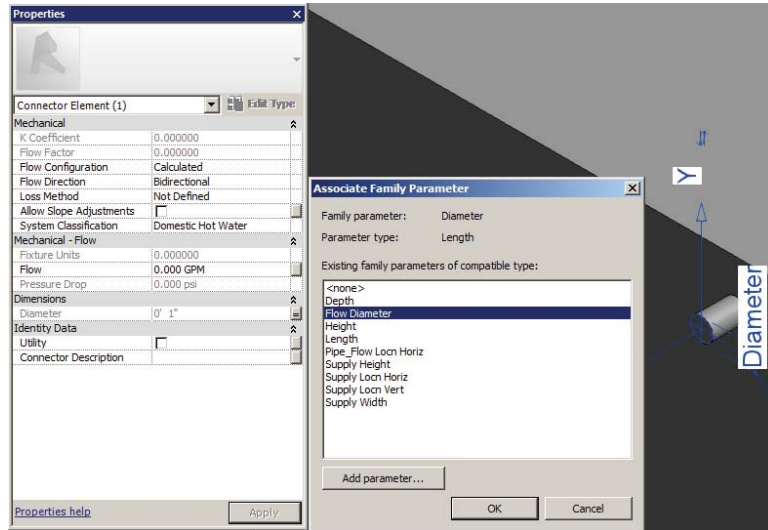 Properties
Connector Element (1)
Edit Type
Mechanical
K Coefficient 0.000000
Flow Factor 0.000000
Flow Configuration Calculated
Flow Direction Bidirectional
Loss Method Not Defined
Allow Slope Adjustments
System Classification Domestic Hot Water
Mechanical - Flow
Fixture Units 0.000000
Flow 0.000 GPM
Pressure Drop 0.000 psi
Dimensions
Diameter 0' 1"
Identity Data
Utility
Connector Description
Properties help
Apply
Associate Family Parameter
Family parameter: Diameter
Parameter type: Length
Existing family parameters of compatible type:
<none>
Depth
Flow Diameter
Height
Length
Pipe_Flow Locn Horiz
Supply Height
Supply Locn Horiz
Supply Locn Vert
Supply Width
Add parameter...
OK
Cancel
Y
Diameter